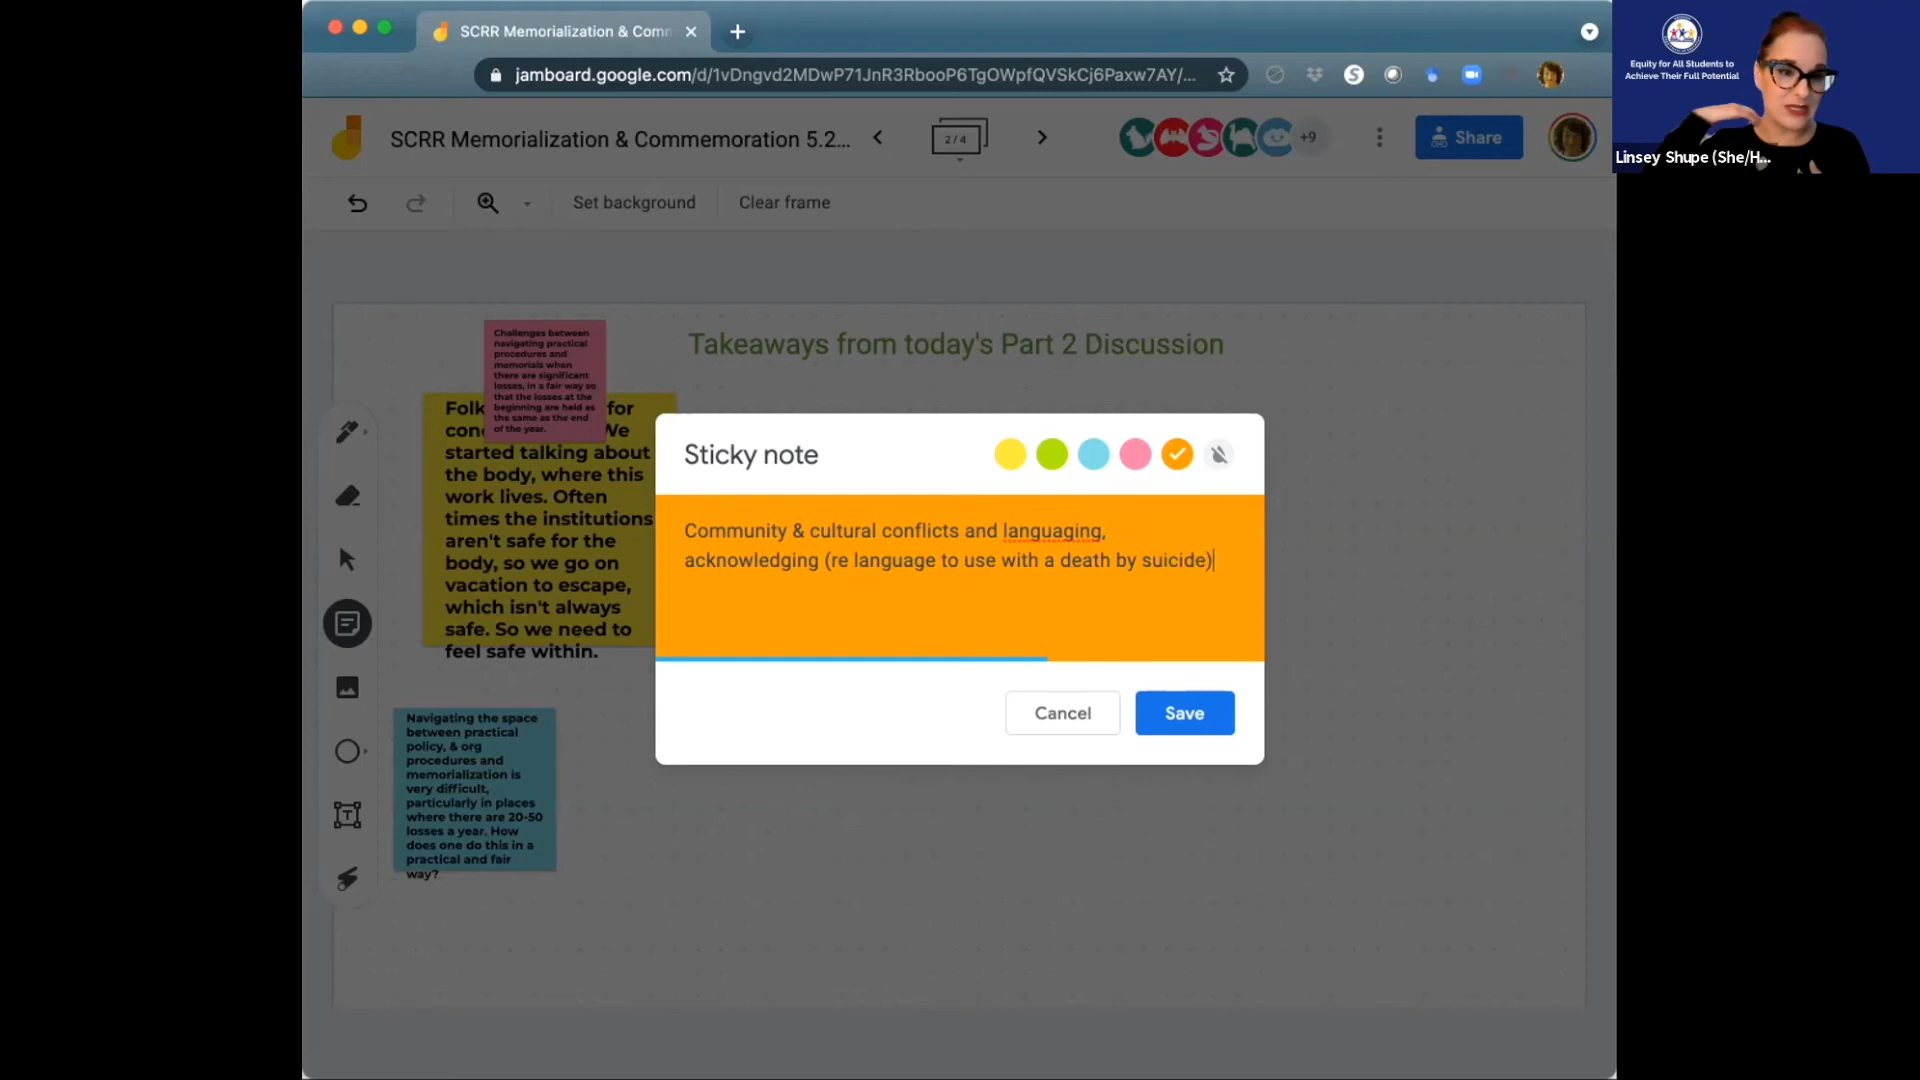 SCRR Memorialization & Comm
jamboard.google.com/d/1vDngvd2MDwP71JnR3RbooP6TgOWpfQVSkCj6Paxw7AY/...
Equity for All Students to
Achieve Their Full Potential
Linsey Shupe (She/H...
SCRR Memorialization & Commemoration 5.2...
2/4
+9
Share
Set background
Clear frame
Takeaways from today's Part 2 Discussion
Challenges between
navigating practical
procedures and
memorials when
there are significant
losses, in a fair way so
that the losses at the
beginning are held as
the same as the end
of the year.
Folk for
con We
started talking about
the body, where this
work lives. Often
times the institutions
aren't safe for the
body, so we go on
vacation to escape,
which isn't always
safe. So we need to
feel safe within.
Sticky note
Community & cultural conflicts and languaging,
acknowledging (re language to use with a death by suicide)
Cancel
Save
Navigating the space
between practical
policy, & org
procedures and
memorialization is
very difficult,
particularly in places
where there are 20-50
losses a year. How
does one do this in a
practical and fair
way?